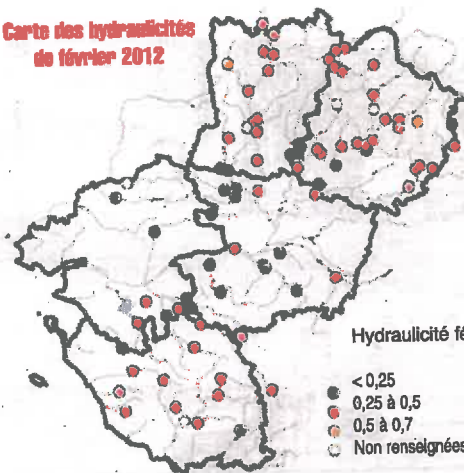 Carte des hydraulicités
de février 2012
Hydraulicité
< 0,25
0,25 à 0,5
0,5 à 0,7
Non renseignées